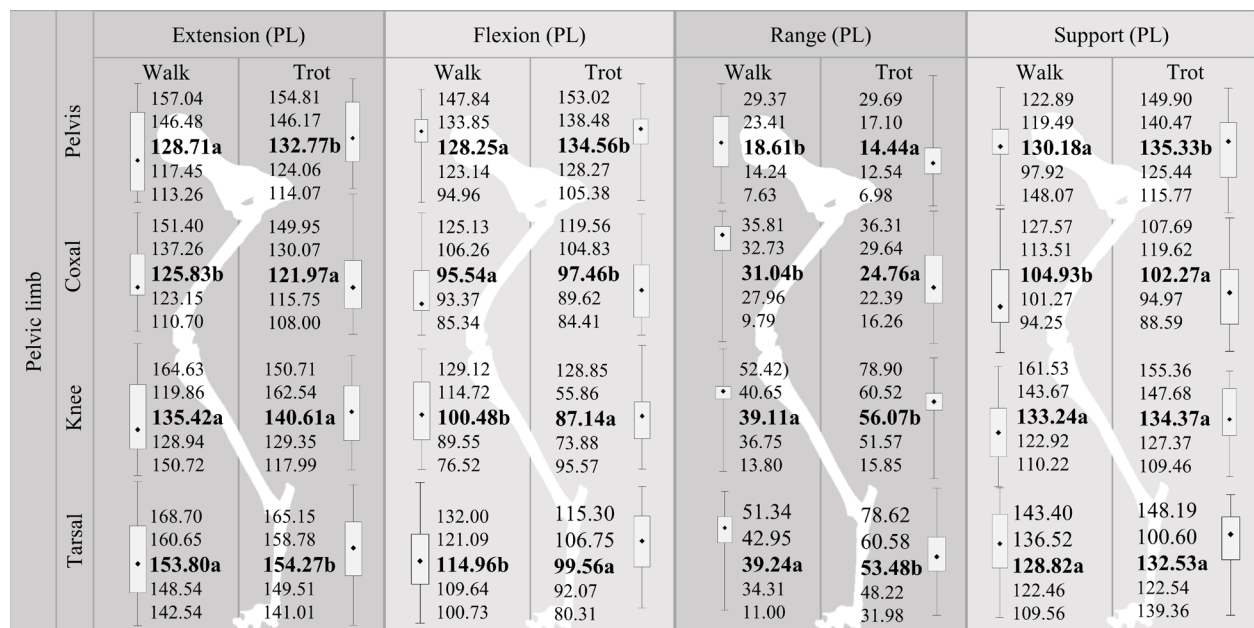 Extension (PL) Flexion (PL) Range (PL) Support (PL)
Walk Trot Walk Trot Walk Trot Walk Trot
Pelvic limb
Pelvis
157.04 154.81 147.84 153.02 29.37 29.69 122.89 149.90
146.48 146.17 133.85 138.48 23.41 17.10 119.49 140.47
128.71a 132.77b 128.25a 134.56b 18.61b 14.44a 130.18a 135.33b
117.45 124.06 123.14 128.27 14.24 12.54 97.92 125.44
113.26 114.07 94.96 105.38 7.63 6.98 148.07 115.77
Coxal
151.40 149.95 125.13 119.56 35.81 36.31 127.57 107.69
137.26 130.07 106.26 104.83 32.73 29.64 113.51 119.62
125.83b 121.97a 95.54a 97.46b 31.04b 24.76a 104.93b 102.27a
123.15 115.75 93.37 89.62 27.96 22.39 101.27 94.97
110.70 108.00 85.34 84.41 9.79 16.26 94.25 88.59
Knee
164.63 150.71 129.12 128.85 52.42) 78.90 161.53 155.36
119.86 162.54 114.72 55.86 40.65 60.52 143.67 147.68
135.42a 140.61a 100.48b 87.14a 39.11a 56.07b 133.24a 134.37a
128.94 129.35 89.55 73.88 36.75 51.57 122.92 127.37
150.72 117.99 76.52 95.57 13.80 15.85 110.22 109.46
Tarsal
168.70 165.15 132.00 115.30 51.34 78.62 143.40 148.19
160.65 158.78 121.09 106.75 42.95 60.58 136.52 100.60
153.80a 154.27b 114.96b 99.56a 39.24a 53.48b 128.82a 132.53a
148.54 149.51 109.64 92.07 34.31 48.22 122.46 122.54
142.54 141.01 100.73 80.31 11.00 31.98 109.56 139.36